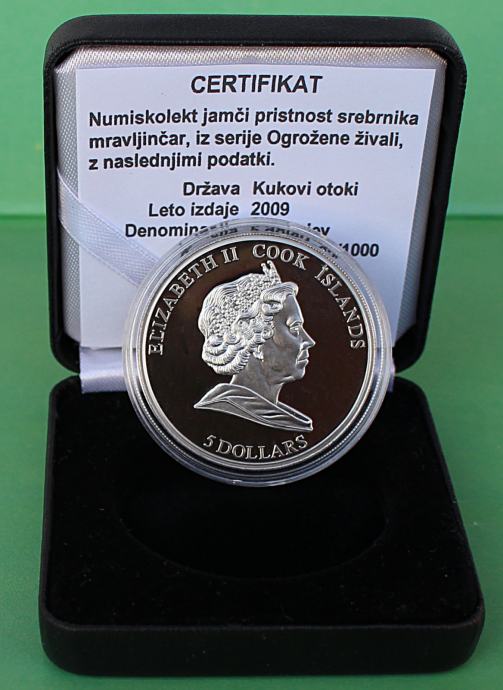 CERTIFIKAT
Numiskolekt jamči pristnost srebrnika
mravljinčar, iz serije Ogrožene živali,
z naslednjimi podatki.
Država Kukovi otoki
Leto izdaje 2009
/1000
ELIZABETH II COOK ISLANDS
5 DOLLARS